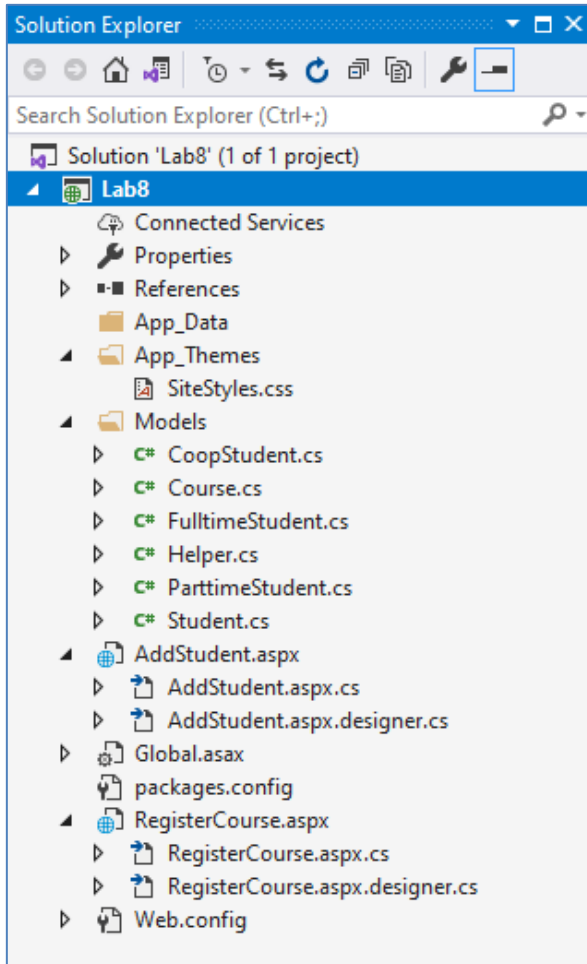 Solution Explorer
Search Solution Explorer (Ctrl+;)
Solution 'Lab8' (1 of 1 project)
Lab8
Connected Services
Properties
References
App_Data
App_Themes
SiteStyles.css
Models
C# CoopStudent.cs
C# Course.cs
C# FulltimeStudent.cs
C# Helper.cs
C# ParttimeStudent.cs
C# Student.cs
AddStudent.aspx
AddStudent.aspx.cs
AddStudent.aspx.designer.cs
Global.asax
packages.config
RegisterCourse.aspx
RegisterCourse.aspx.cs
RegisterCourse.aspx.designer.cs
Web.config